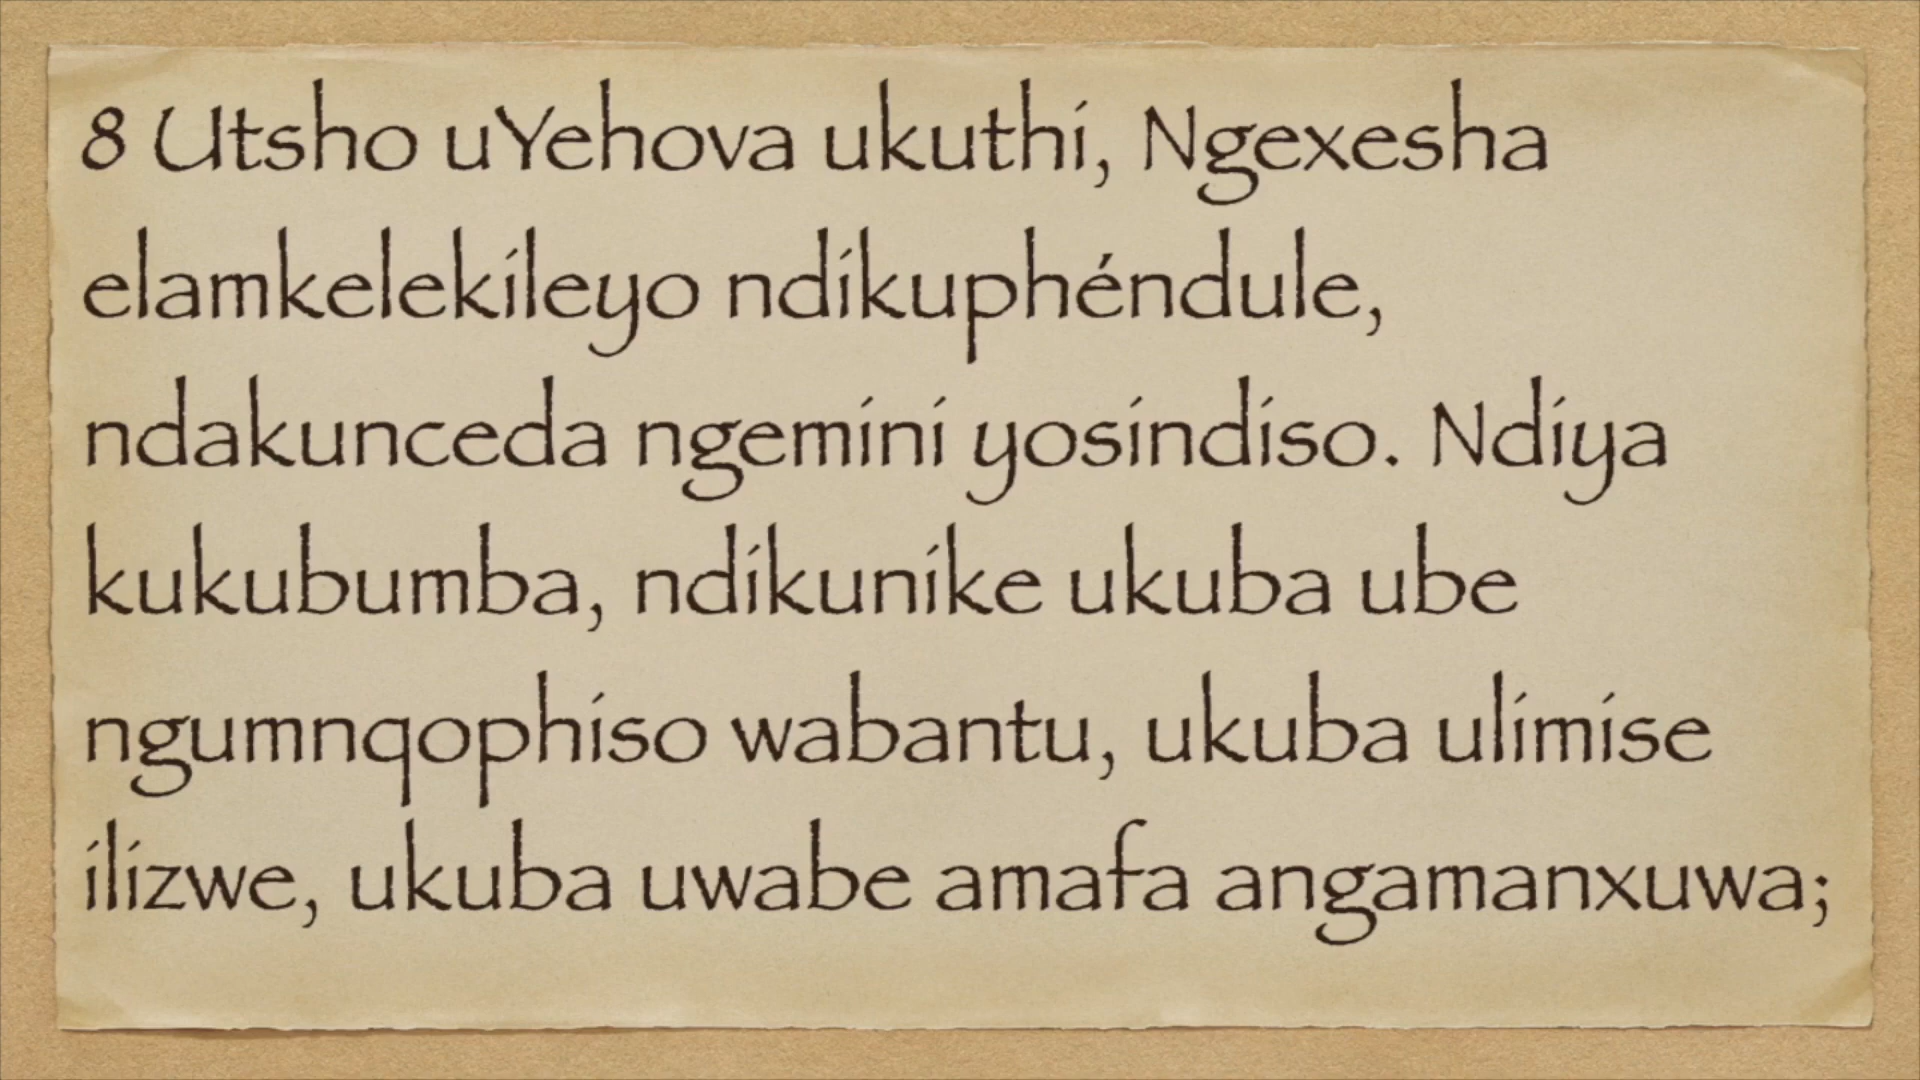 8 Utsho uYehova ukuthi, Ngexesha
elamkelekileyo ndikuphéndule,
ndakunceda ngemini yosindiso. Ndiya
kukubumba, ndikunike ukuba ube
ngumnqophiso wabantu, ukuba ulimise
ilizwe, ukuba uwabe amafa angamanxuwa;